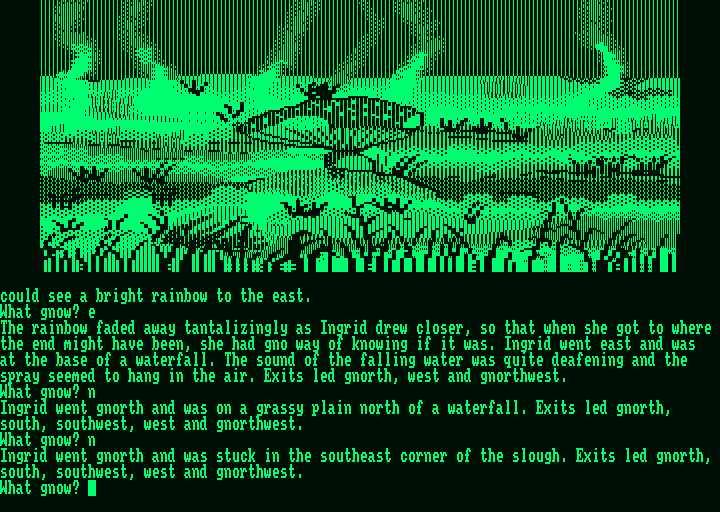 could see a bright rainbow to the east.
What gnow? e
The rainbow faded away tantalizingly as Ingrid drew closer, so that when she got to where
the end might have been, she had gno way of knowing if it was. Ingrid went east and was
at the base of a waterfall. The sound of the falling water was quite deafening and the
spray seemed to hang in the air. Exits led gnorth, west and gnorthwest.
What gnow? n
Ingrid went gnorth and was on a grassy plain north of a waterfall. Exits led gnorth,
south, southwest, west and gnorthwest.
What gnow? n
Ingrid went gnorth and was stuck in the southeast corner of the slough. Exits led gnorth,
south, southwest, west and gnorthwest.
What gnow?